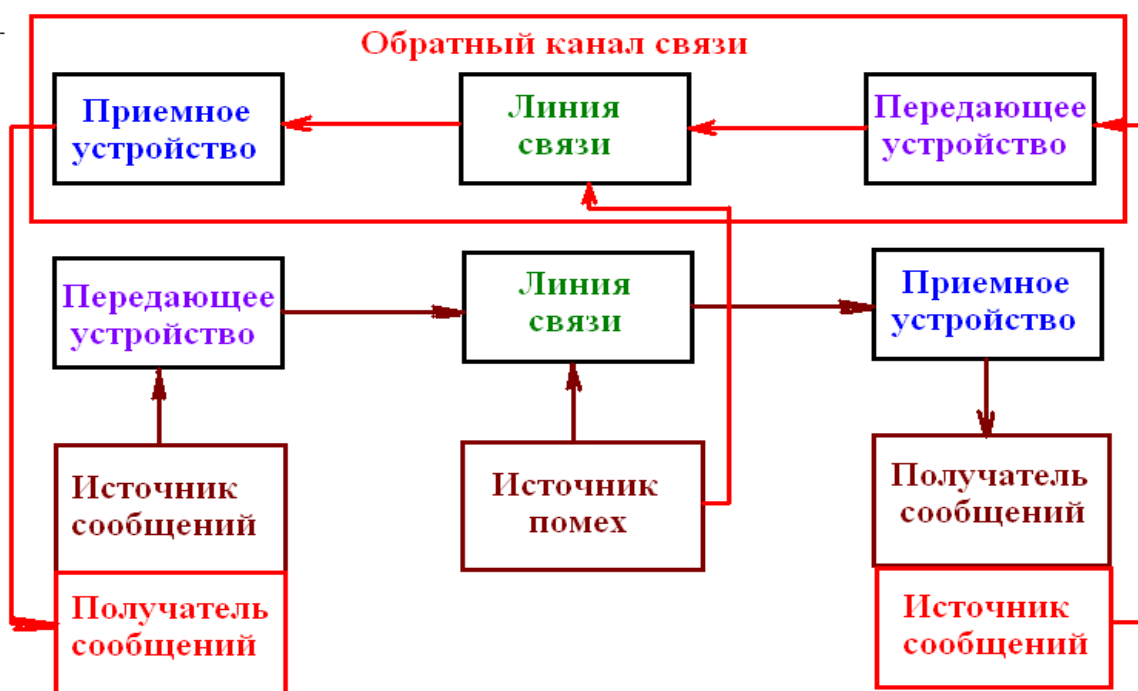 Обратный канал связи
Приемное
устройство
Линия
связи
Передающее
устройство
Передающее
устройство
Линия
связи
Приемное
устройство
Источник
сообщений
Источник
помех
Получатель
сообщений
Получатель
сообщений
Источник
сообщений